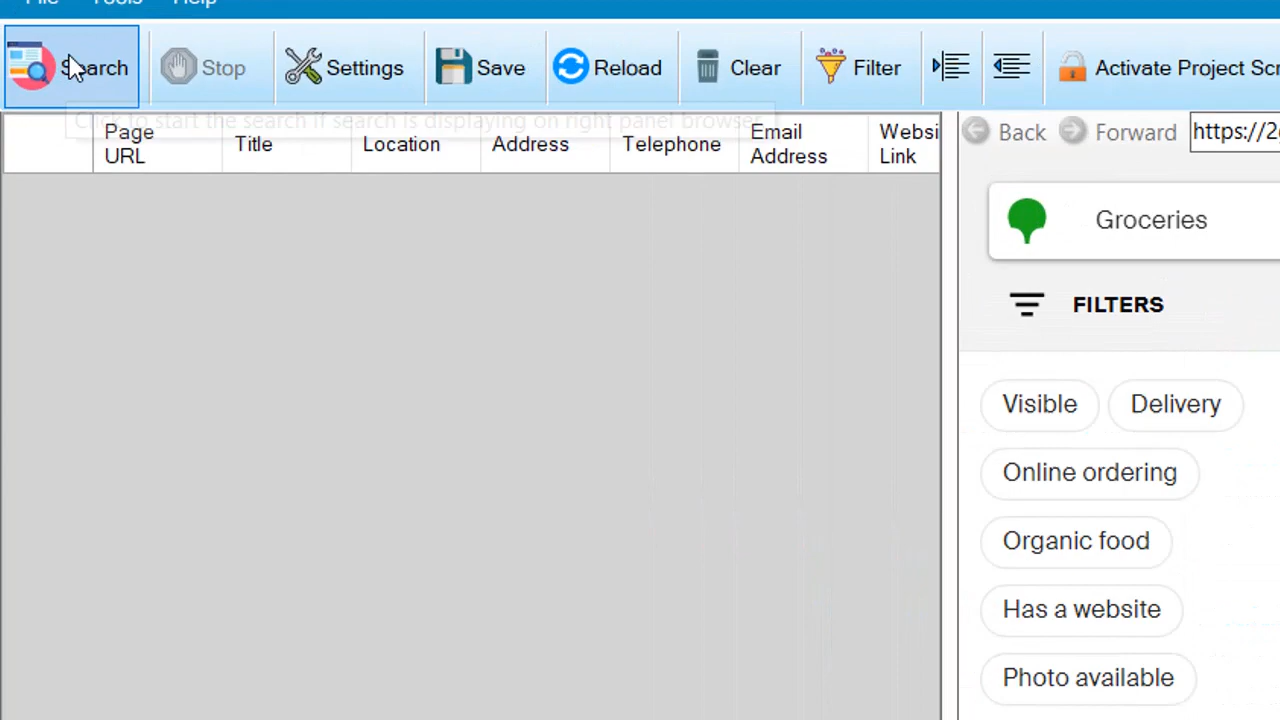 File Tools Help
Search Stop Settings Save Reload Clear Filter Activate Project Scr
Click to start the search if search is displaying on right panel browser
Page URL Title Location Address Telephone Email Address Websi Link
Back Forward https://2g
Groceries
FILTERS
Visible Delivery
Online ordering
Organic food
Has a website
Photo available